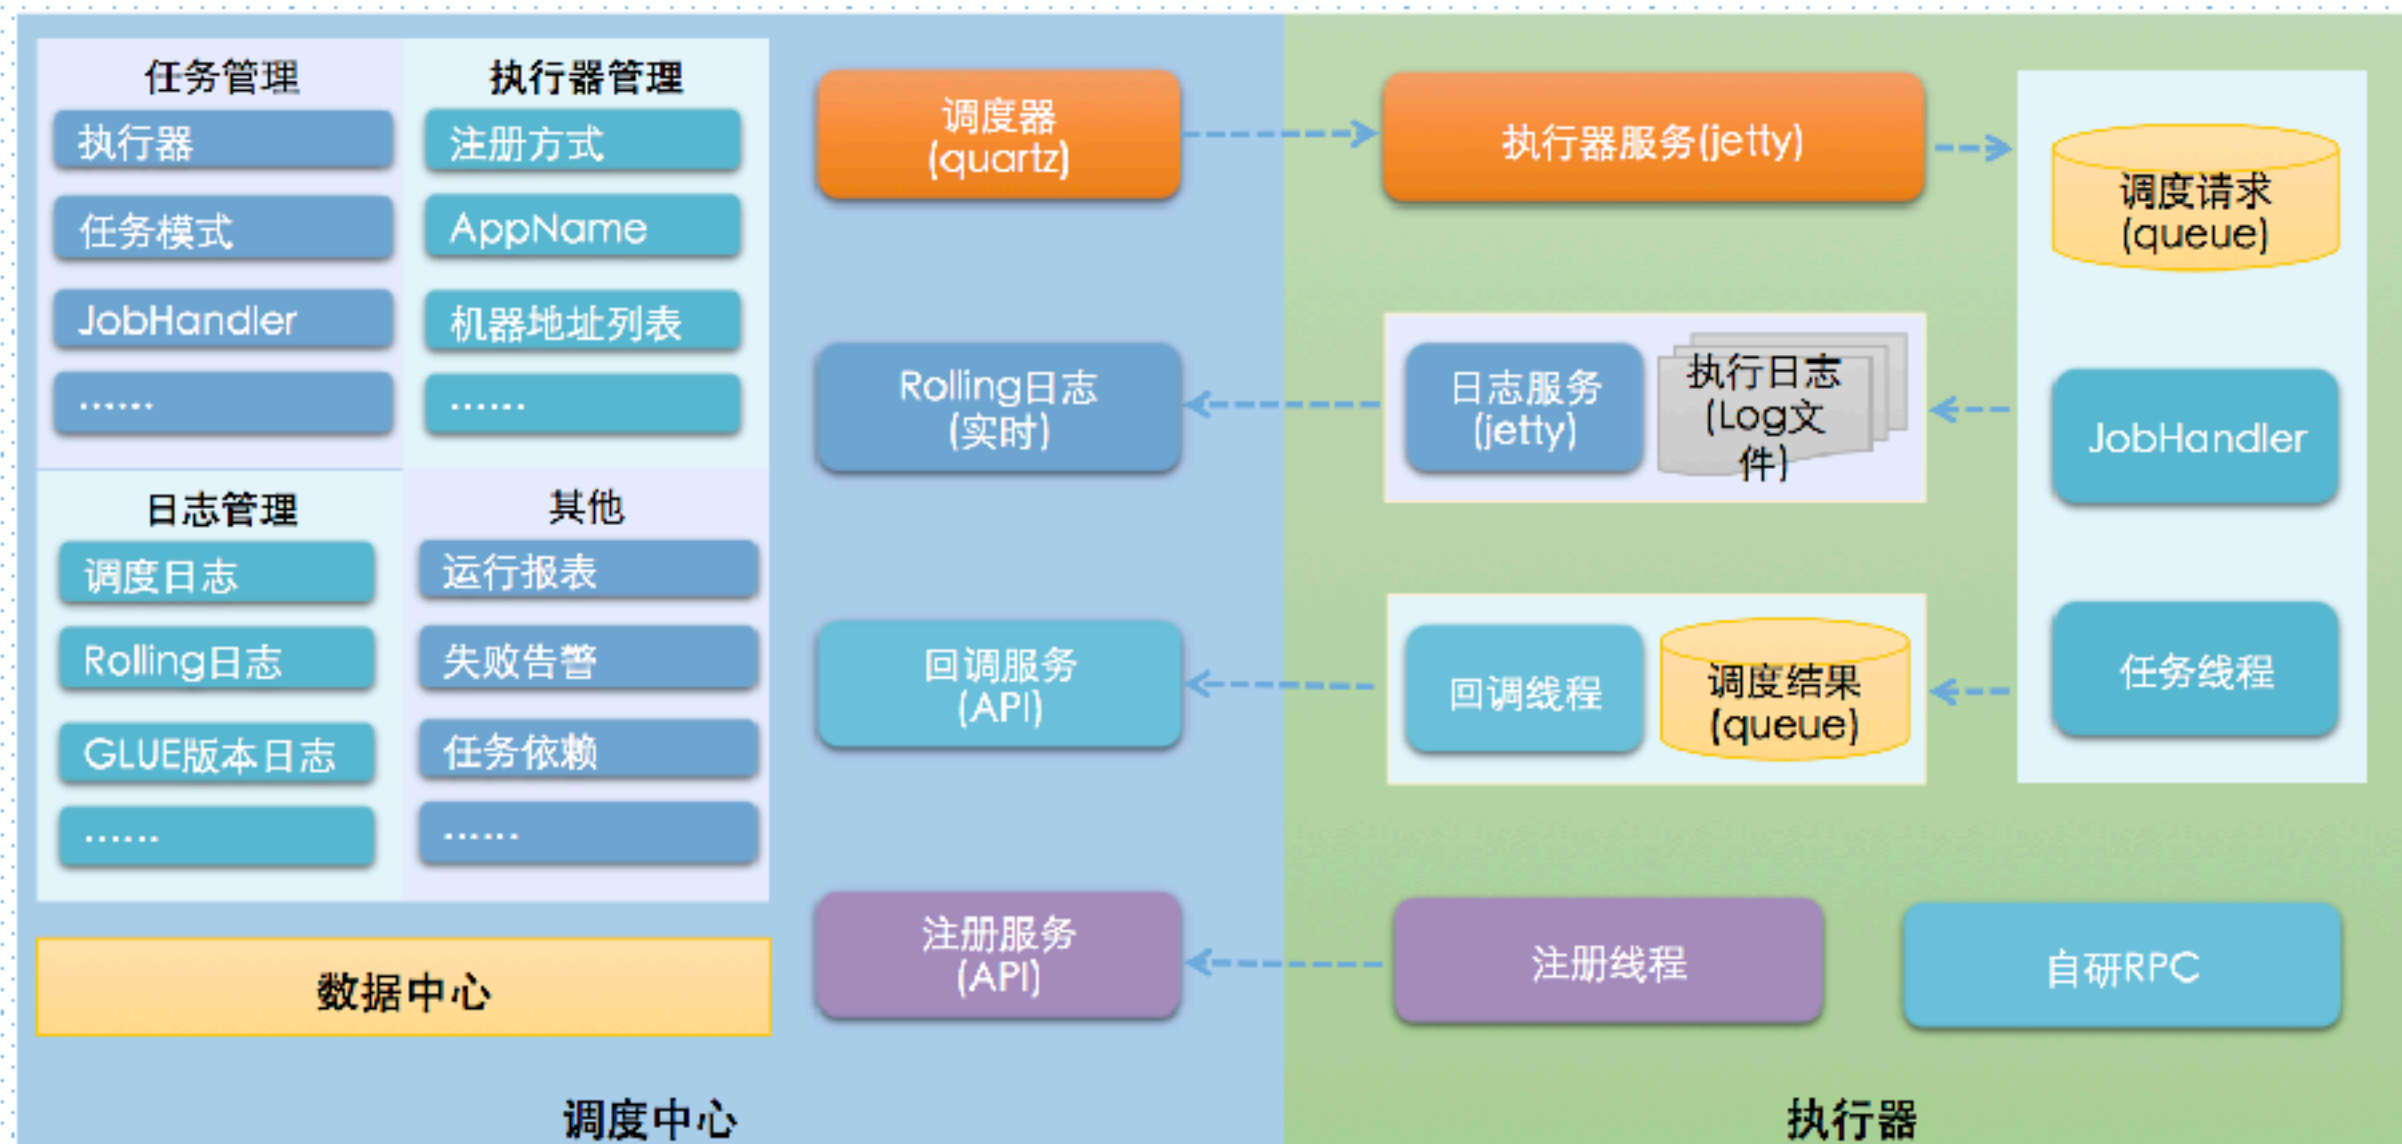 任务管理
执行器
任务模式
JobHandler
......
执行器管理
注册方式
AppName
机器地址列表
......
日志管理
调度日志
Rolling日志
GLUE版本日志
......
其他
运行报表
失败告警
任务依赖
......
数据中心
调度器
(quartz)
Rolling日志
(实时)
回调服务
(API)
注册服务
(API)
调度中心
执行器服务(jetty)
日志服务
(jetty)
执行日志
(Log文
件)
回调线程
调度结果
(queue)
注册线程
调度请求
(queue)
JobHandler
任务线程
自研RPC
执行器